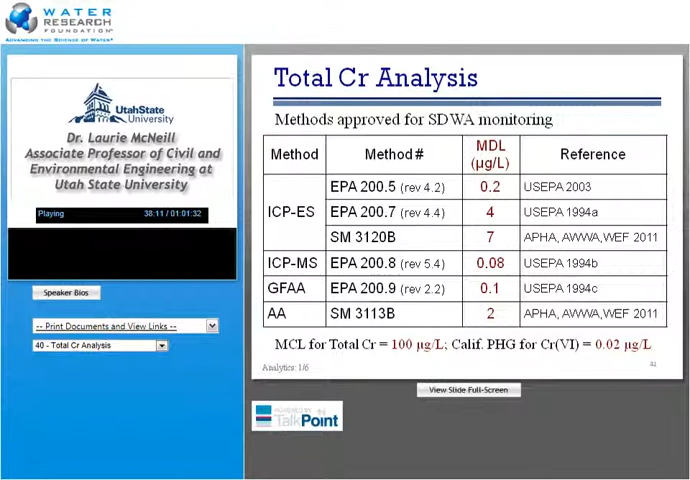 WATER
RESEARCH
FOUNDATION
ADVANCING THE SCIENCE OF WATER®
UtahState
University
Dr. Laurie McNeill
Associate Professor of Civil and
Environmental Engineering at
Utah State University
Playing 38:11 / 01:01:32
Speaker Bios
-- Print Documents and View Links --
40 - Total Cr Analysis
Total Cr Analysis
Methods approved for SDWA monitoring
Method Method # MDL (µg/L) Reference
ICP-ES EPA 200.5 (rev 4.2) 0.2 USEPA 2003
EPA 200.7 (rev 4.4) 4 USEPA 1994a
SM 3120B 7 APHA, AWWA,WEF 2011
ICP-MS EPA 200.8 (rev 5.4) 0.08 USEPA 1994b
GFAA EPA 200.9 (rev 2.2) 0.1 USEPA 1994c
AA SM 3113B 2 APHA, AWWA,WEF 2011
MCL for Total Cr = 100 µg/L; Calif. PHG for Cr(VI) = 0.02 µg/L
Analytics: 1/6
41
View Slide Full-Screen
POWERED BY
TalkPoint